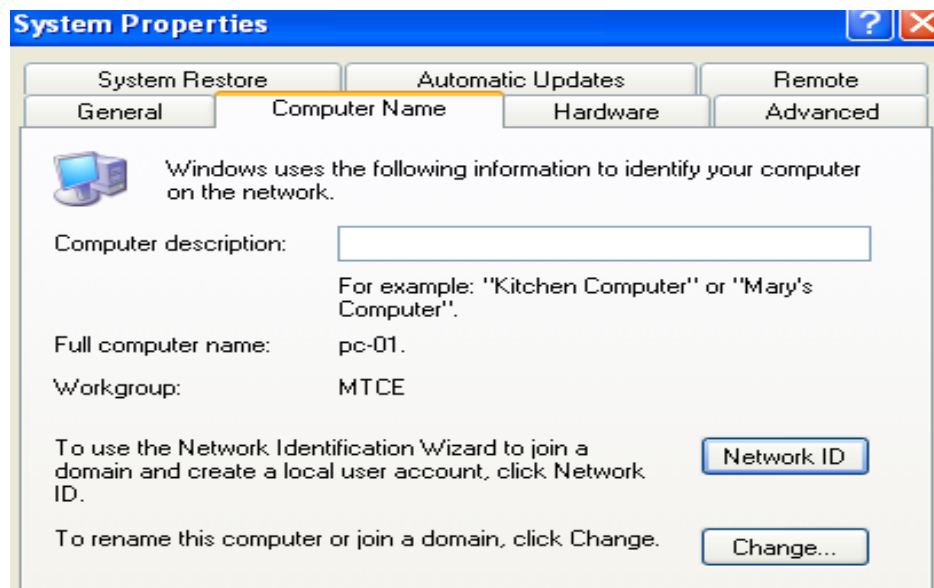 System Properties
System Restore Automatic Updates Remote
General Computer Name Hardware Advanced
Windows uses the following information to identify your computer
on the network.
Computer description:
For example: "Kitchen Computer" or "Mary's
Computer".
Full computer name: pc-01.
Workgroup: MTCE
To use the Network Identification Wizard to join a
domain and create a local user account, click Network
ID.
Network ID
To rename this computer or join a domain, click Change.
Change...